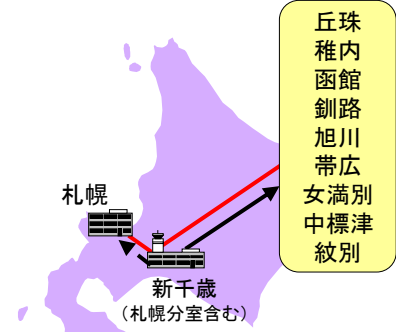 丘珠
稚内
函館
釧路
旭川
帯広
女満別
中標津
紋別
札幌
新千歳
（札幌分室含む）